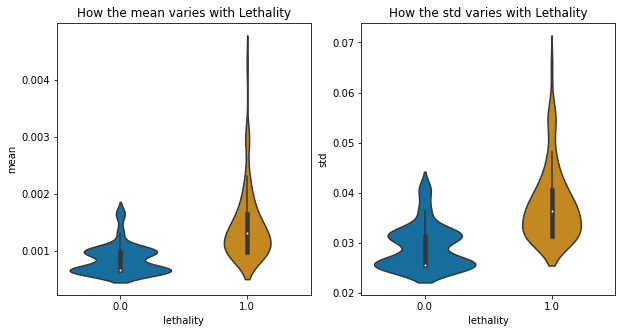 How the mean varies with Lethality
mean
0.004
0.003
0.002
0.001
0.0 1.0
lethality
How the std varies with Lethality
std
0.07
0.06
0.05
0.04
0.03
0.02
0.0 1.0
lethality